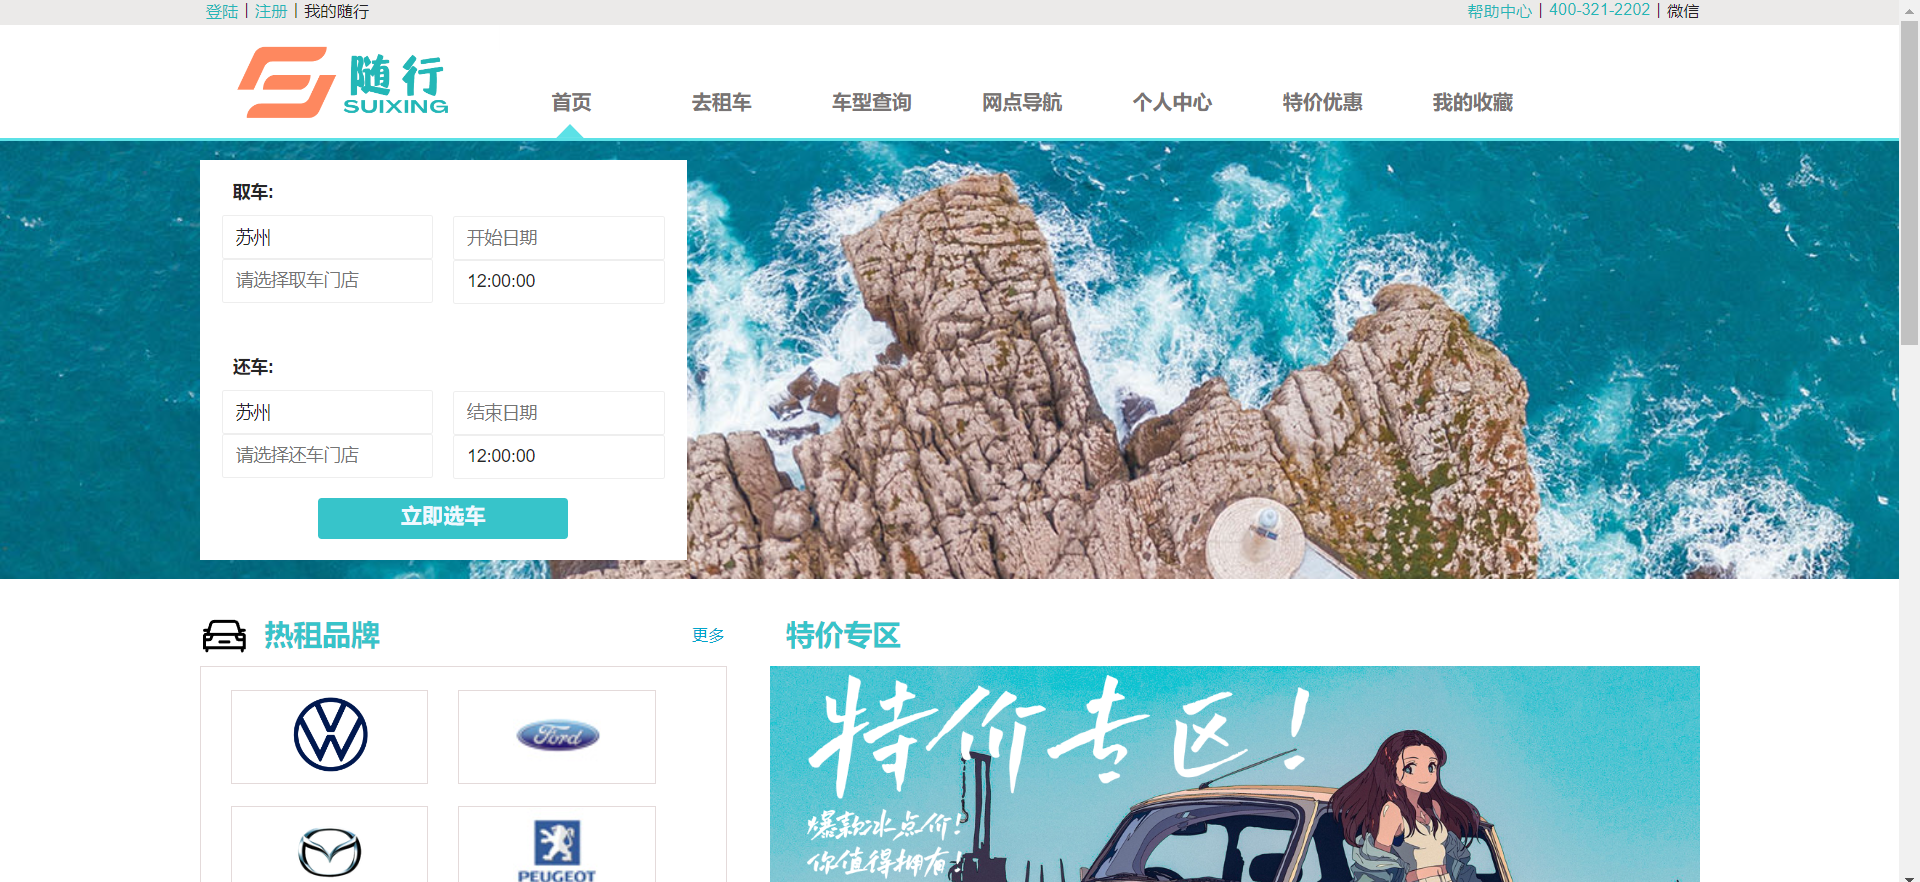 登陆 | 注册 | 我的随行
帮助中心 | 400-321-2202 | 微信
随行
SUIXING
首页 去租车 车型查询 网点导航 个人中心 特价优惠 我的收藏
取车:
苏州 开始日期
请选择取车门店 12:00:00
还车:
苏州 结束日期
请选择还车门店 12:00:00
立即选车
热租品牌 更多
Ford
PEUGEOT
特价专区
特价专区!
爆款冰点价!
你值得拥有!